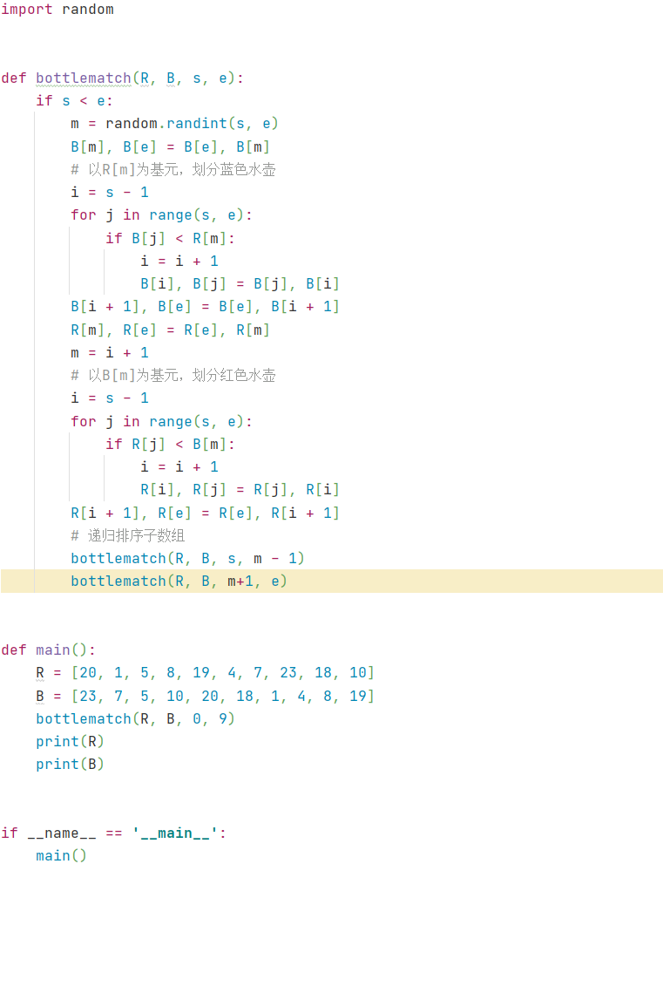 import random
def bottlematch(R, B, s, e):
    if s < e:
        m = random.randint(s, e)
        B[m], B[e] = B[e], B[m]
        # 以R[m]为基元，划分蓝色水壶
        i = s - 1
        for j in range(s, e):
            if B[j] < R[m]:
                i = i + 1
                B[i], B[j] = B[j], B[i]
        B[i + 1], B[e] = B[e], B[i + 1]
        R[m], R[e] = R[e], R[m]
        m = i + 1
        # 以B[m]为基元，划分红色水壶
        i = s - 1
        for j in range(s, e):
            if R[j] < B[m]:
                i = i + 1
                R[i], R[j] = R[j], R[i]
        R[i + 1], R[e] = R[e], R[i + 1]
        # 递归排序子数组
        bottlematch(R, B, s, m - 1)
        bottlematch(R, B, m+1, e)
def main():
    R = [20, 1, 5, 8, 19, 4, 7, 23, 18, 10]
    B = [23, 7, 5, 10, 20, 18, 1, 4, 8, 19]
    bottlematch(R, B, 0, 9)
    print(R)
    print(B)
if __name__ == '__main__':
    main()